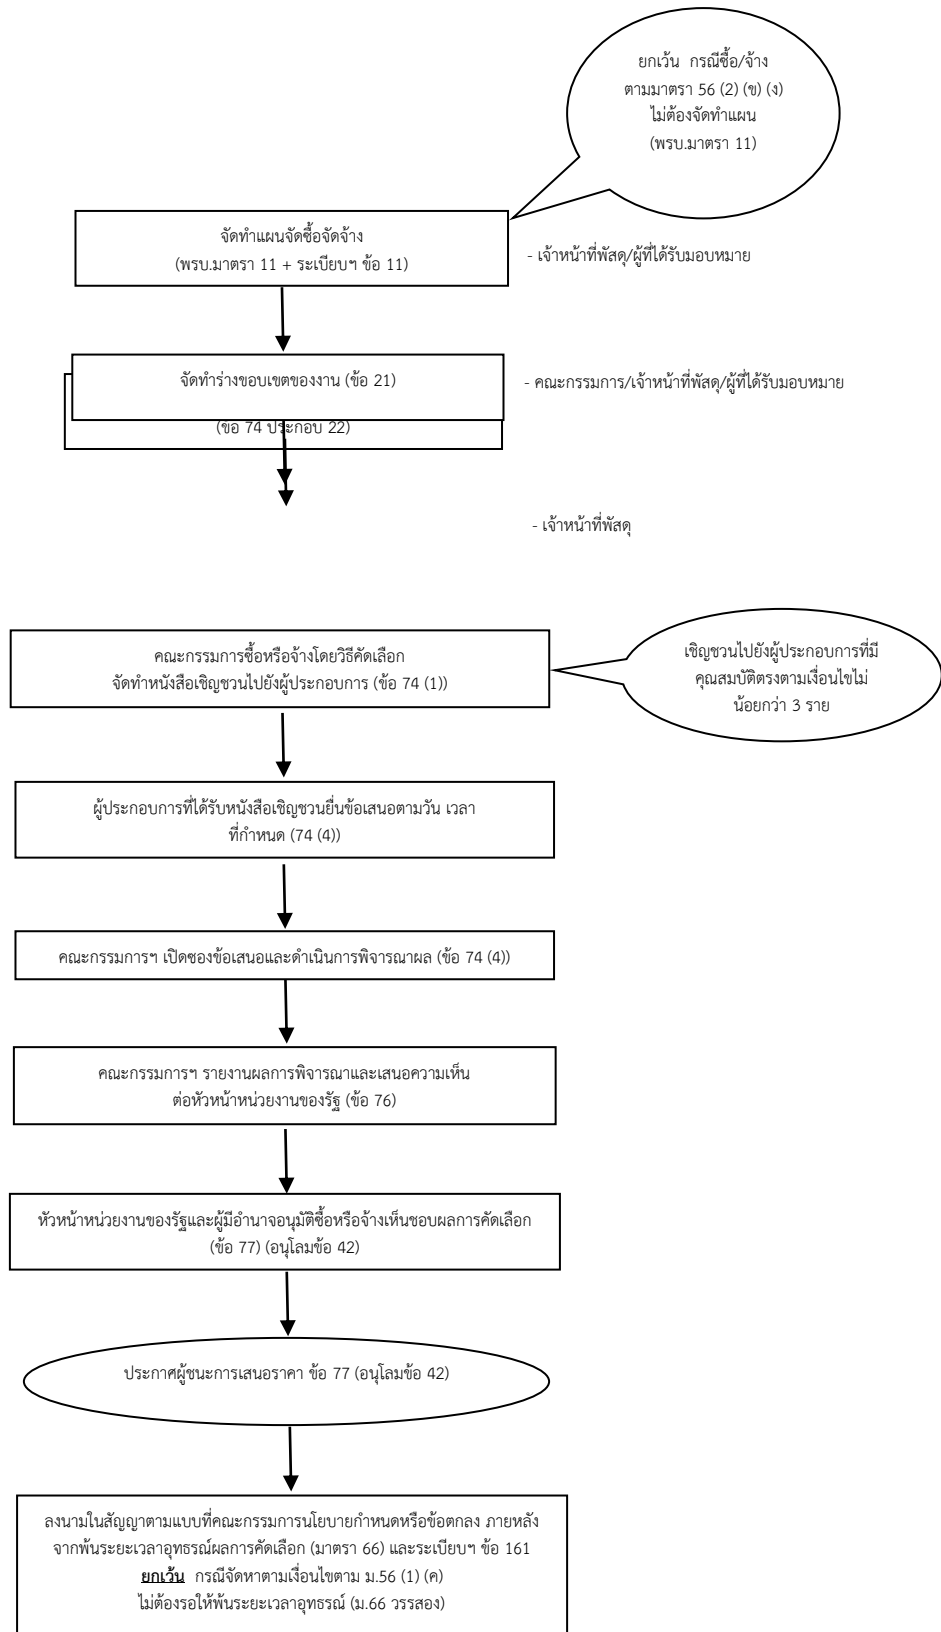 ยกเว้น  กรณีซื้อ/จ้าง
ตามมาตรา 56 (2) (ข) (ง)
ไม่ต้องจัดทำแผน
(พรบ.มาตรา 11)
จัดทำแผนจัดซื้อจัดจ้าง
(พรบ.มาตรา 11 + ระเบียบฯ ข้อ 11)
- เจ้าหน้าที่พัสดุ/ผู้ที่ได้รับมอบหมาย
จัดทำร่างขอบเขตของงาน (ข้อ 21)
- คณะกรรมการ/เจ้าหน้าที่พัสดุ/ผู้ที่ได้รับมอบหมาย
(ข้อ 74 ประกอบ 22)
- เจ้าหน้าที่พัสดุ
คณะกรรมการซื้อหรือจ้างโดยวิธีคัดเลือก
จัดทำหนังสือเชิญชวนไปยังผู้ประกอบการ (ข้อ 74 (1))
เชิญชวนไปยังผู้ประกอบการที่มี
คุณสมบัติตรงตามเงื่อนไขไม่
น้อยกว่า 3 ราย
ผู้ประกอบการที่ได้รับหนังสือเชิญชวนยื่นข้อเสนอตามวัน เวลา
ที่กำหนด (74 (4))
คณะกรรมการฯ เปิดซองข้อเสนอและดำเนินการพิจารณาผล (ข้อ 74 (4))
คณะกรรมการฯ รายงานผลการพิจารณาและเสนอความเห็น
ต่อหัวหน้าหน่วยงานของรัฐ (ข้อ 76)
หัวหน้าหน่วยงานของรัฐและผู้มีอำนาจอนุมัติซื้อหรือจ้างเห็นชอบผลการคัดเลือก
(ข้อ 77) (อนุโลมข้อ 42)
ประกาศผู้ชนะการเสนอราคา ข้อ 77 (อนุโลมข้อ 42)
ลงนามในสัญญาตามแบบที่คณะกรรมการนโยบายกำหนดหรือข้อตกลง ภายหลัง
จากพ้นระยะเวลาอุทธรณ์ผลการคัดเลือก (มาตรา 66) และระเบียบฯ ข้อ 161
ยกเว้น  กรณีจัดหาตามเงื่อนไขตาม ม.56 (1) (ค)
ไม่ต้องรอให้พ้นระยะเวลาอุทธรณ์ (ม.66 วรรสอง)